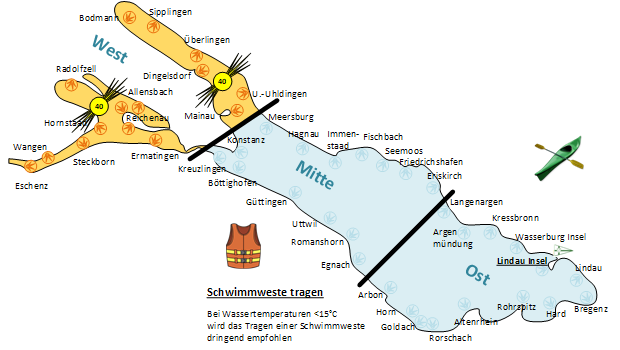 Sipplingen
Bodmann
Überlingen
West
Radolfzell
Dingelsdorf
40
Allensbach
U.-Uhldingen
40
Mainau
Meersburg
Hornstaad
Reichenau
Hagnau
Immen-
staad
Fischbach
Konstanz
Wangen
Steckborn
Ermatingen
Seemoos
Kreuzlingen
Mitte
Friedrichshafen
Eschenz
Böttighofen
Eriskirch
Güttingen
Langenargen
Kressbronn
Uttwil
Argen
mündung
Wasserburg Insel
Romanshorn
Lindau Insel
Egnach
Ost
Lindau
Arbon
Schwimmweste tragen
Horn
Rohrspitz
Bregenz
Hard
Bei Wassertemperaturen <15°C
wird das Tragen einer Schwimmweste
dringend empfohlen
Goldach
Altenrhein
Rorschach